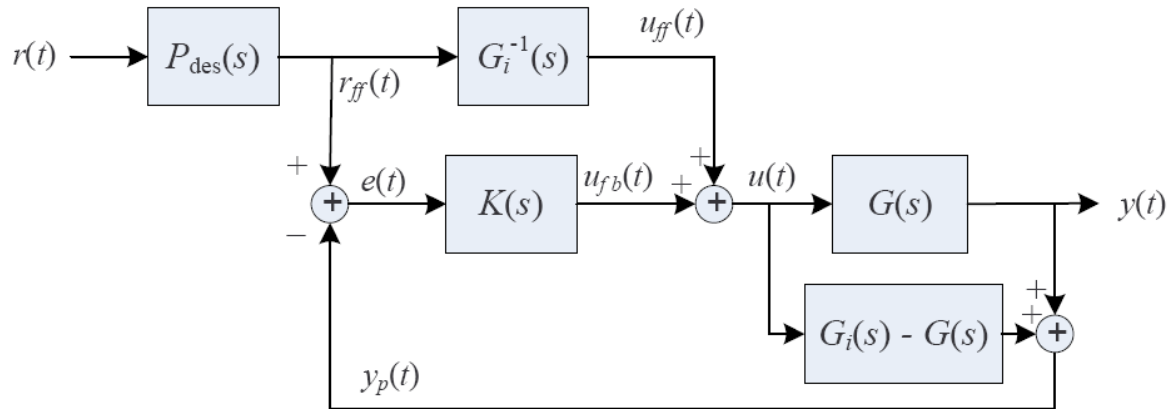 u_ff(t)
r(t)
P_des(s)
G_i^-1(s)
r_ff(t)
+
+
e(t)
K(s)
u_fb(t)
+
+
u(t)
G(s)
y(t)
+
−
+
+
G_i(s) - G(s)
+
y_p(t)